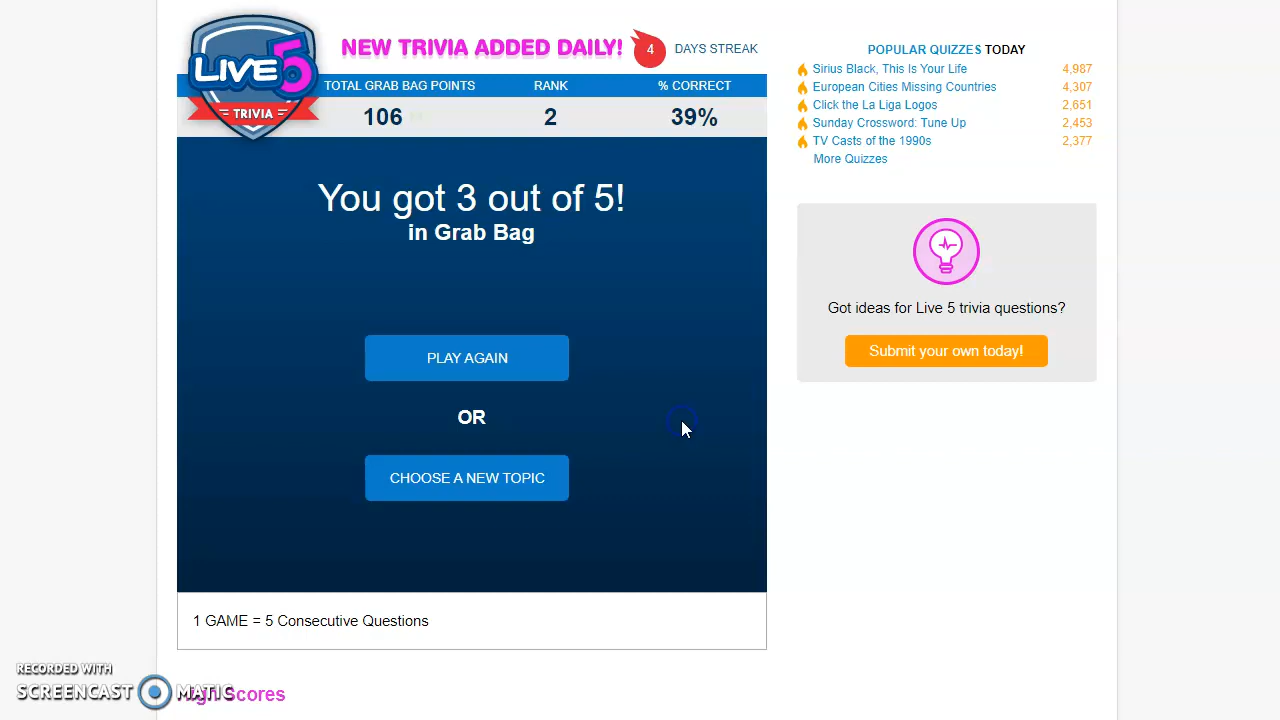 LIVE 5
TRIVIA
NEW TRIVIA ADDED DAILY!
4
DAYS STREAK
TOTAL GRAB BAG POINTS RANK % CORRECT
106 2 39%
You got 3 out of 5!
in Grab Bag
PLAY AGAIN
OR
CHOOSE A NEW TOPIC
1 GAME = 5 Consecutive Questions
POPULAR QUIZZES TODAY
Sirius Black, This Is Your Life 4,987
European Cities Missing Countries 4,307
Click the La Liga Logos 2,651
Sunday Crossword: Tune Up 2,453
TV Casts of the 1990s 2,377
More Quizzes
Got ideas for Live 5 trivia questions?
Submit your own today!
RECORDED WITH
SCREENCAST MATIC
Scores